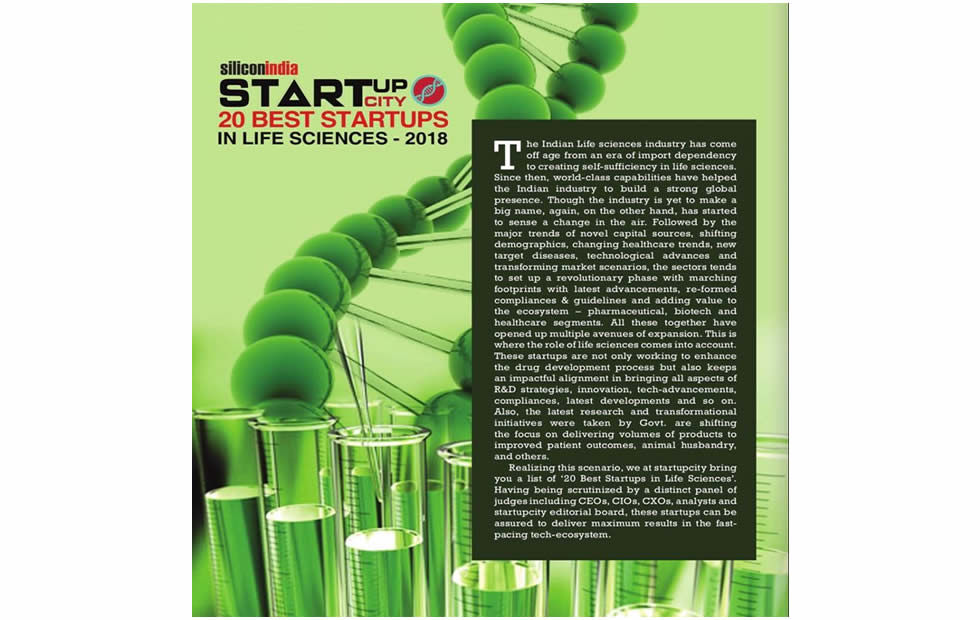 siliconindia
STARTUP
CITY
20 BEST STARTUPS
IN LIFE SCIENCES - 2018
The Indian Life sciences industry has come
off age from an era of import dependency
to creating self-sufficiency in life sciences.
Since then, world-class capabilities have helped
the Indian industry to build a strong global
presence. Though the industry is yet to make a
big name, again, on the other hand, has started
to sense a change in the air. Followed by the
major trends of novel capital sources, shifting
demographics, changing healthcare trends, new
target diseases, technological advances and
transforming market scenarios, the sectors tends
to set up a revolutionary phase with marching
footprints with latest advancements, re-formed
compliances & guidelines and adding value to
the ecosystem – pharmaceutical, biotech and
healthcare segments. All these together have
opened up multiple avenues of expansion. This is
where the role of life sciences comes into account.
These startups are not only working to enhance
the drug development process but also keeps
an impactful alignment in bringing all aspects of
R&D strategies, innovation, tech-advancements,
compliances, latest developments and so on.
Also, the latest research and transformational
initiatives were taken by Govt. are shifting
the focus on delivering volumes of products to
improved patient outcomes, animal husbandry,
and others.
Realizing this scenario, we at startupcity bring
you a list of ‘20 Best Startups in Life Sciences’.
Having being scrutinized by a distinct panel of
judges including CEOs, CIOs, CXOs, analysts and
startupcity editorial board, these startups can be
assured to deliver maximum results in the fast-
pacing tech-ecosystem.